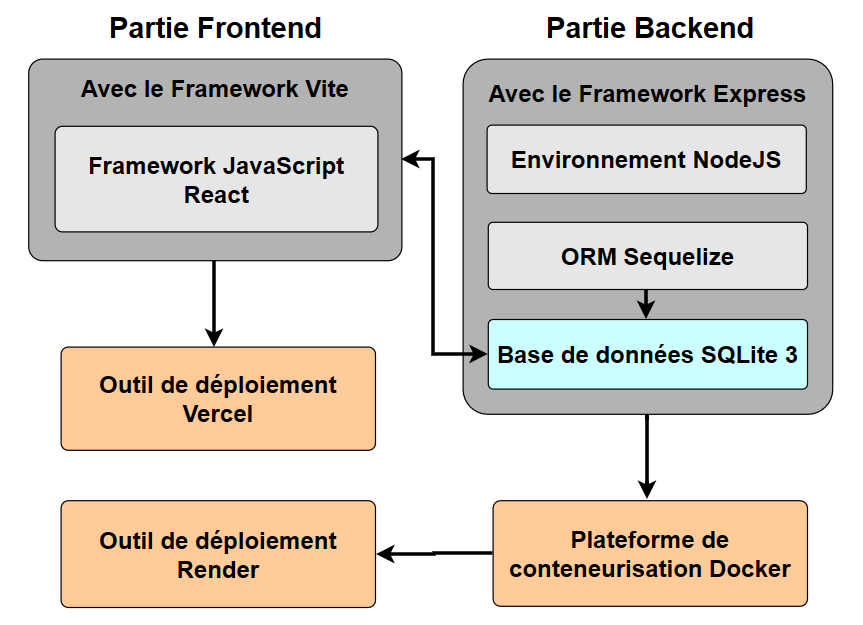 Partie Frontend
Avec le Framework Vite
Framework JavaScript
React
Outil de déploiement
Vercel
Outil de déploiement
Render
Partie Backend
Avec le Framework Express
Environnement NodeJS
ORM Sequelize
Base de données SQLite 3
Plateforme de
conteneurisation Docker